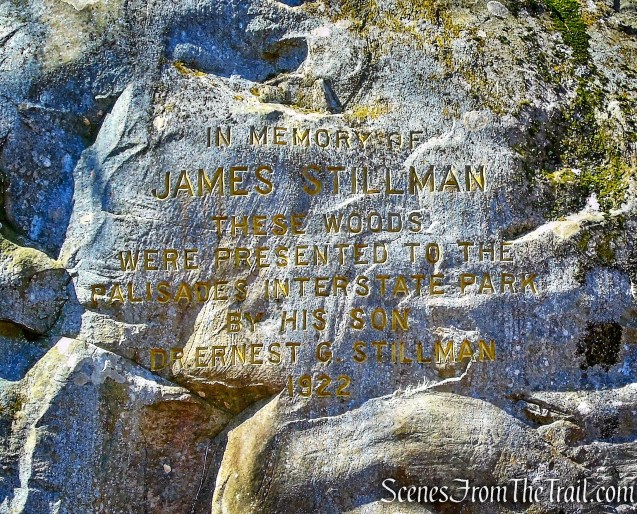 IN MEMORY OF
JAMES STILLMAN
THESE WOODS
WERE PRESENTED TO THE
PALISADES INTERSTATE PARK
BY HIS SON
DR. ERNEST G. STILLMAN
1922
SCENESFROMTHETRAIL.COM